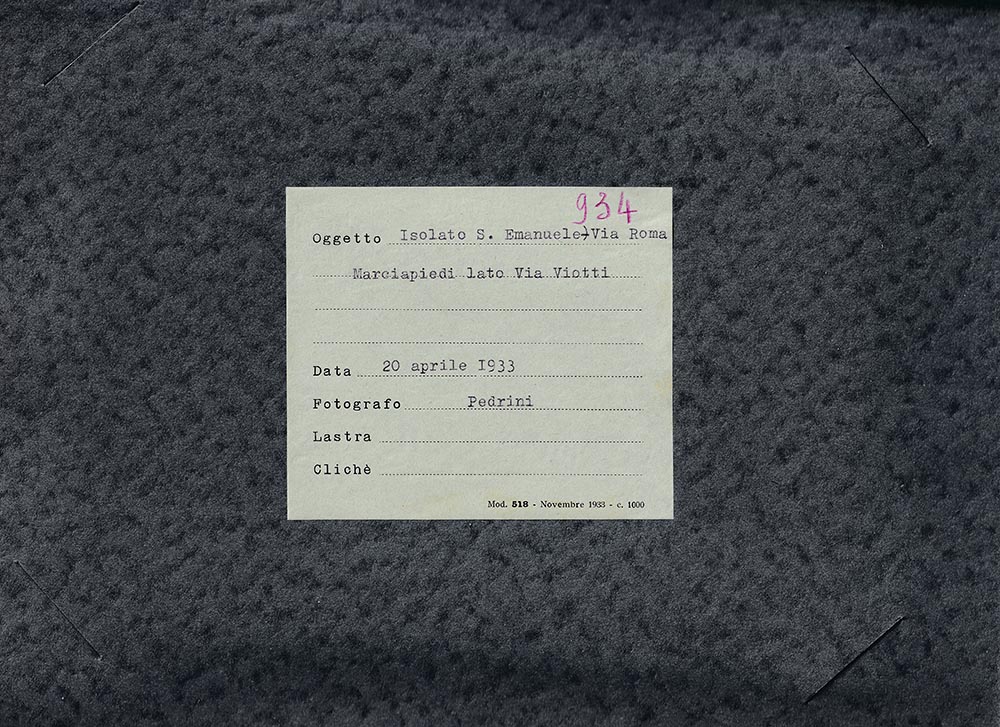 934
Oggetto Isolato S. Emanuele)Via Roma
Marciapiedi lato Via Viotti
Data 20 aprile I933
Fotografo Pedrini
Lastra
Clichè
Mod. 518 - Novembre 1933 - c. 1000